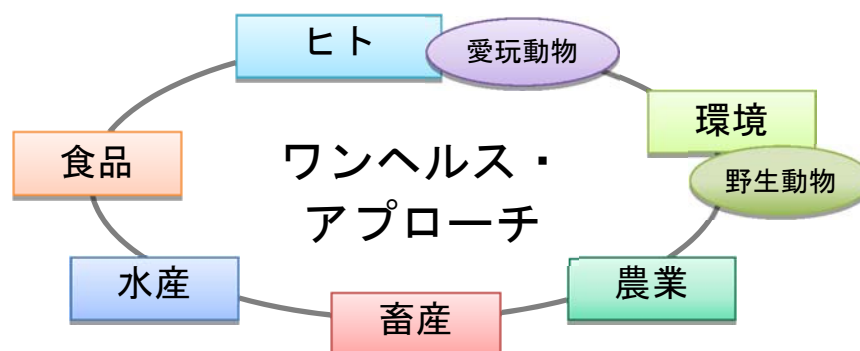 ヒト
愛玩動物
環境
野生動物
食品
ワンヘルス・
アプローチ
水産
畜産
農業